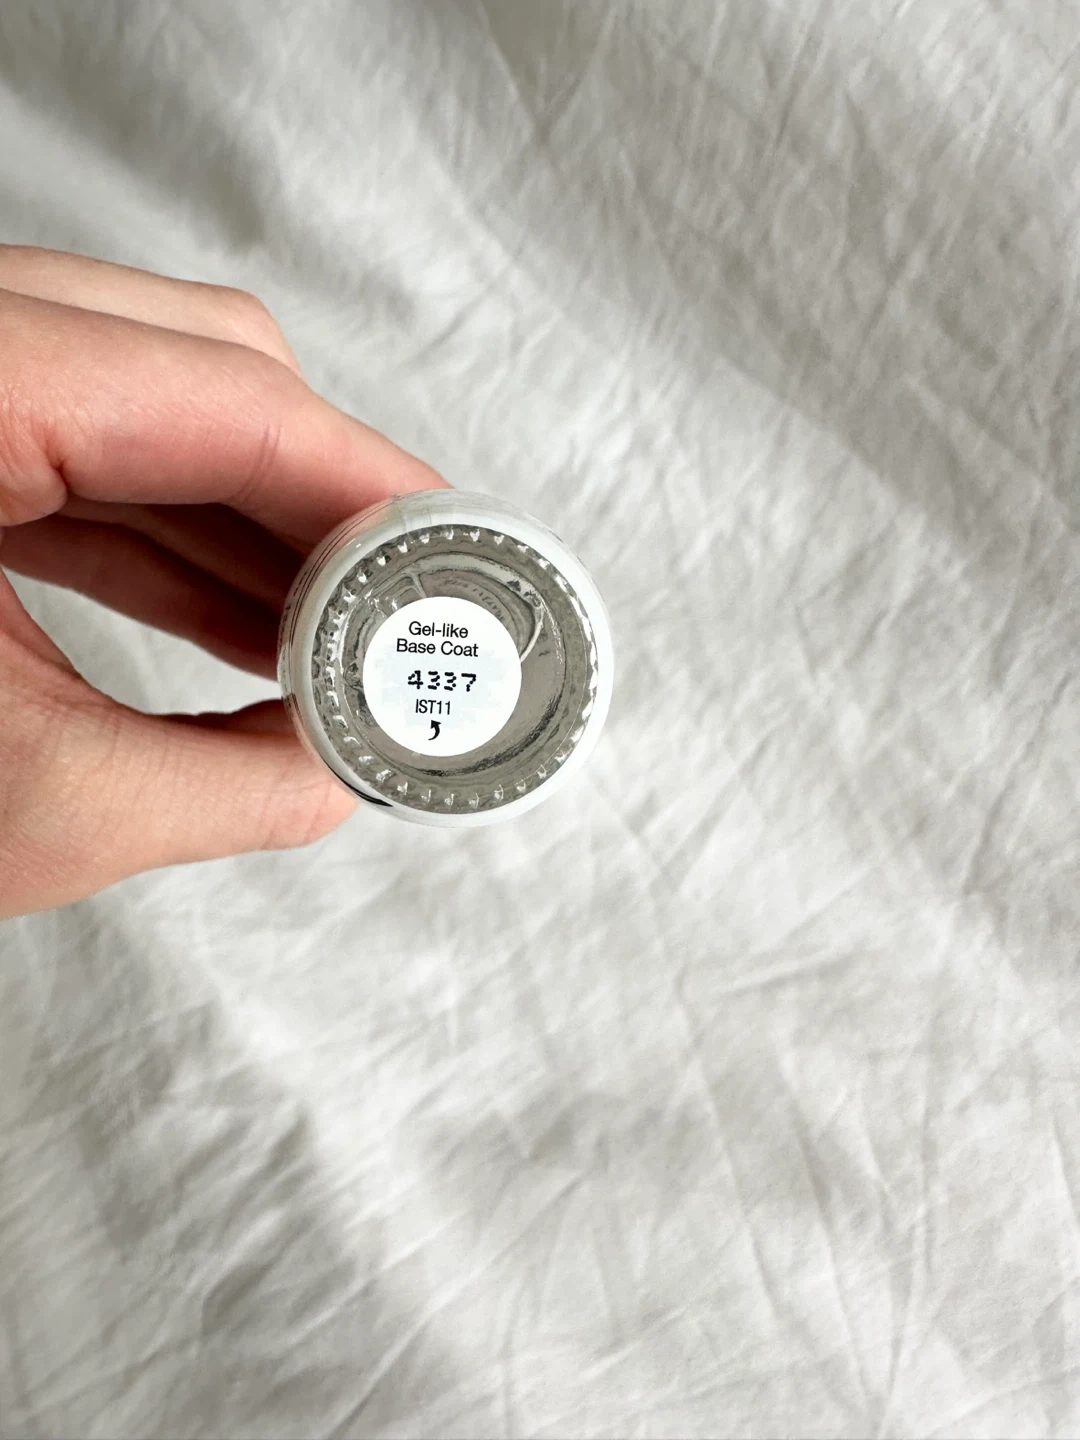 Gel-like
Base Coat
4337
IST11